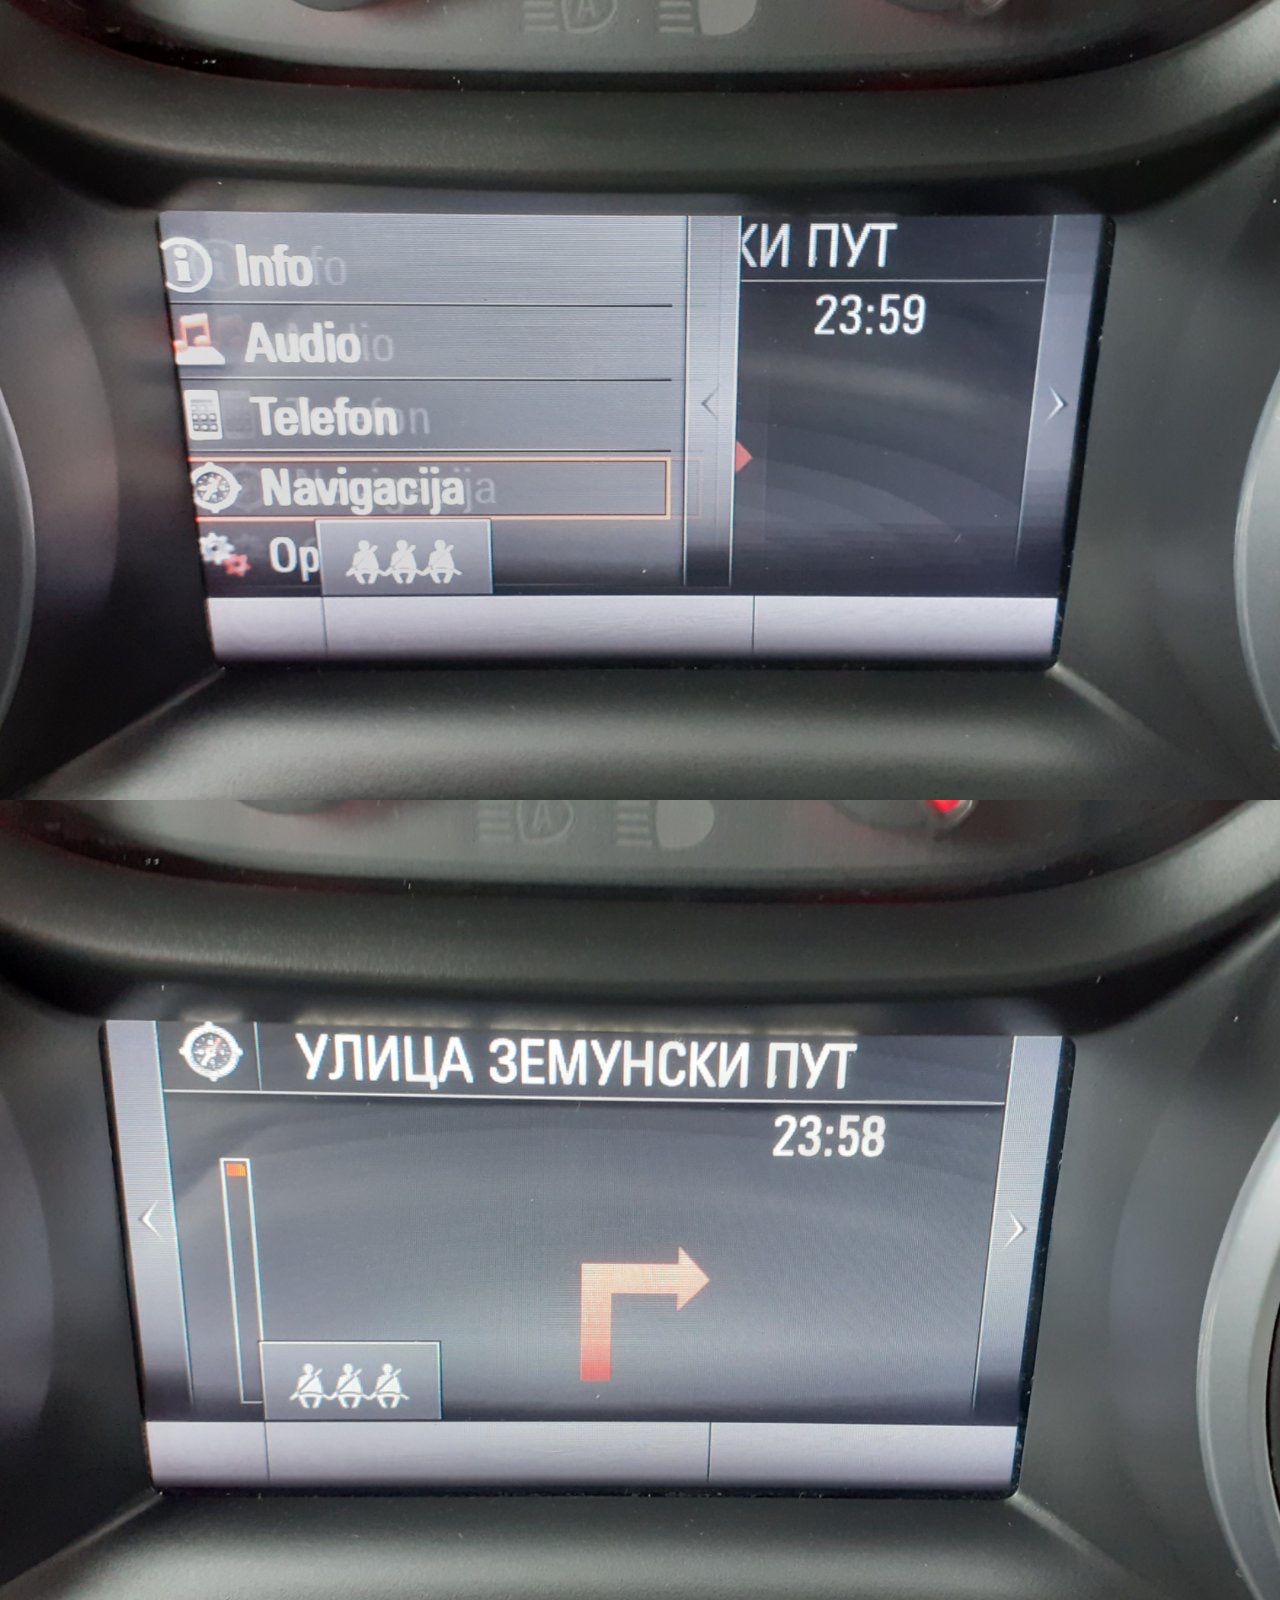 КИ ПУТ
23:59
Info
Audio
Telefon
Navigacija
Op
УЛИЦА ЗЕМУНСКИ ПУТ
23:58